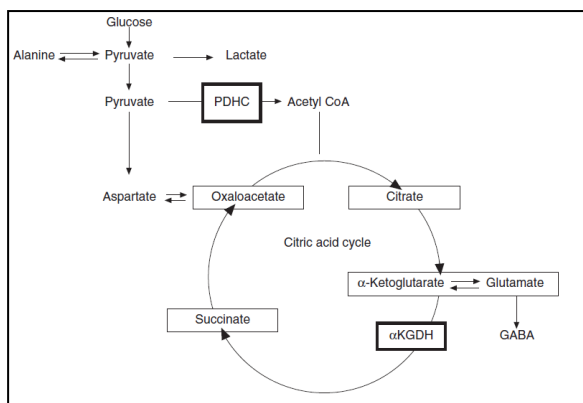 Glucose
Alanine Pyruvate Lactate
Pyruvate PDHC Acetyl CoA
Aspartate Oxaloacetate Citrate
Citric acid cycle
α-Ketoglutarate Glutamate
Succinate
αKGDH GABA